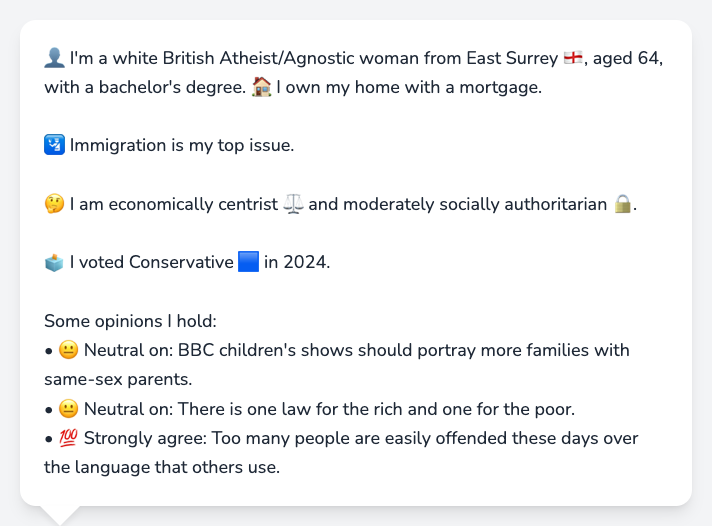 👤 I'm a white British Atheist/Agnostic woman from East Surrey 🏴󠁧󠁢󠁥󠁮󠁧󠁿, aged 64,
with a bachelor's degree. 🏠 I own my home with a mortgage.
🛂 Immigration is my top issue.
🤔 I am economically centrist ⚖️ and moderately socially authoritarian 🔒.
🗳️ I voted Conservative 🟦 in 2024.
Some opinions I hold:
• 😐 Neutral on: BBC children's shows should portray more families with
same-sex parents.
• 😐 Neutral on: There is one law for the rich and one for the poor.
• 💯 Strongly agree: Too many people are easily offended these days over
the language that others use.